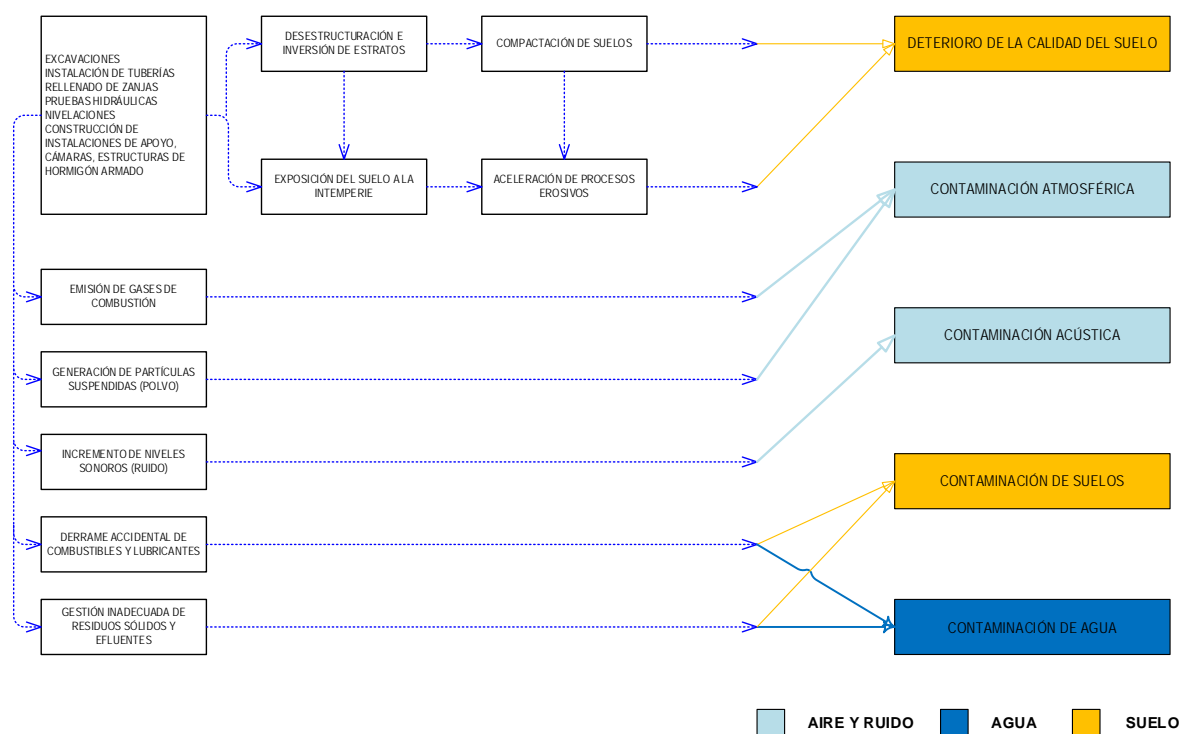 EXCAVACIONES
INSTALACIÓN DE TUBERÍAS
RELLENADO DE ZANJAS
PRUEBAS HIDRÁULICAS
NIVELACIONES
CONSTRUCCIÓN DE
INSTALACIONES DE APOYO,
CÁMARAS, ESTRUCTURAS DE
HORMIGÓN ARMADO
DESESTRUCTURACIÓN E
INVERSIÓN DE ESTRATOS
COMPACTACIÓN DE SUELOS
DETERIORO DE LA CALIDAD DEL SUELO
EXPOSICIÓN DEL SUELO A LA
INTEMPERIE
ACELERACIÓN DE PROCESOS
EROSIVOS
CONTAMINACIÓN ATMOSFÉRICA
EMISIÓN DE GASES DE
COMBUSTIÓN
CONTAMINACIÓN ACÚSTICA
GENERACIÓN DE PARTÍCULAS
SUSPENDIDAS (POLVO)
INCREMENTO DE NIVELES
SONOROS (RUIDO)
CONTAMINACIÓN DE SUELOS
DERRAME ACCIDENTAL DE
COMBUSTIBLES Y LUBRICANTES
GESTIÓN INADECUADA DE
RESIDUOS SÓLIDOS Y
EFLUENTES
CONTAMINACIÓN DE AGUA
AIRE Y RUIDO
AGUA
SUELO